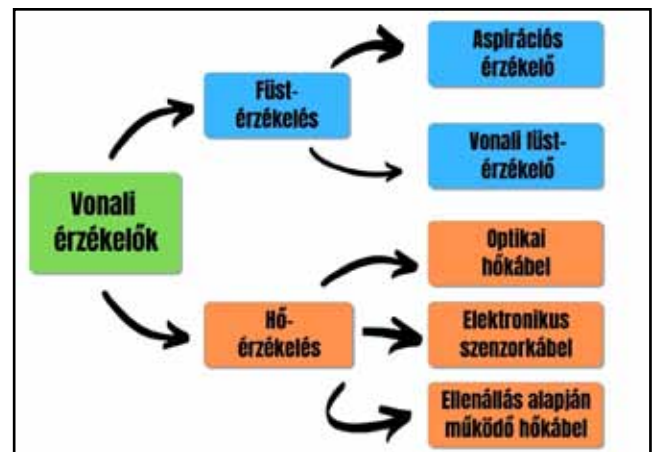 Vonali
érzékelők
Füst-
érzékelés
Aspirációs
érzékelő
Vonali füst-
érzékelő
Hő-
érzékelés
Optikai
hőkábel
Elektronikus
szenzorkábel
Ellenállás alapján
működő hőkábel